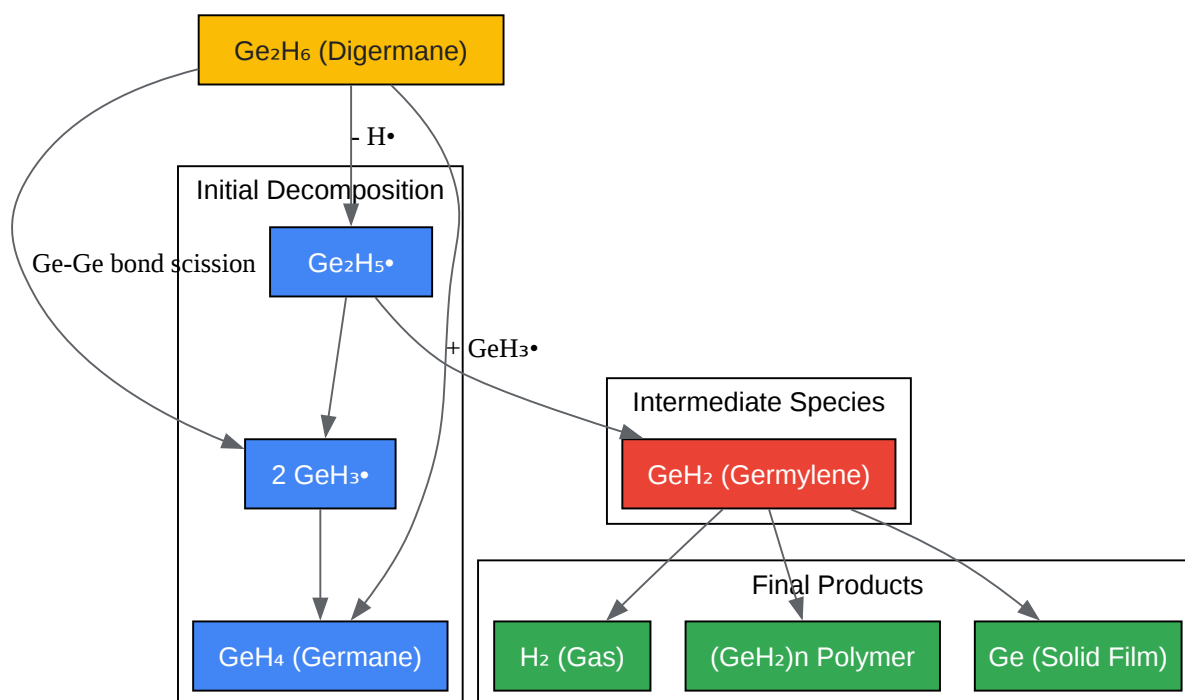 Ge₂H₆ (Digermane)
- H•
Initial Decomposition
Ge-Ge bond scission
Ge₂H₅•
+ GeH₃•
Intermediate Species
2 GeH₃•
GeH₂ (Germylene)
Final Products
GeH₄ (Germane)
H₂ (Gas)
(GeH₂)n Polymer
Ge (Solid Film)